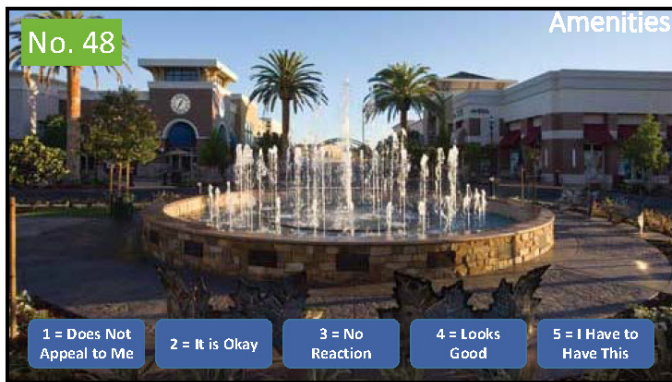 No. 48
Amenities
1 = Does Not
Appeal to Me
2 = It is Okay
3 = No
Reaction
4 = Looks
Good
5 = I Have to
Have This